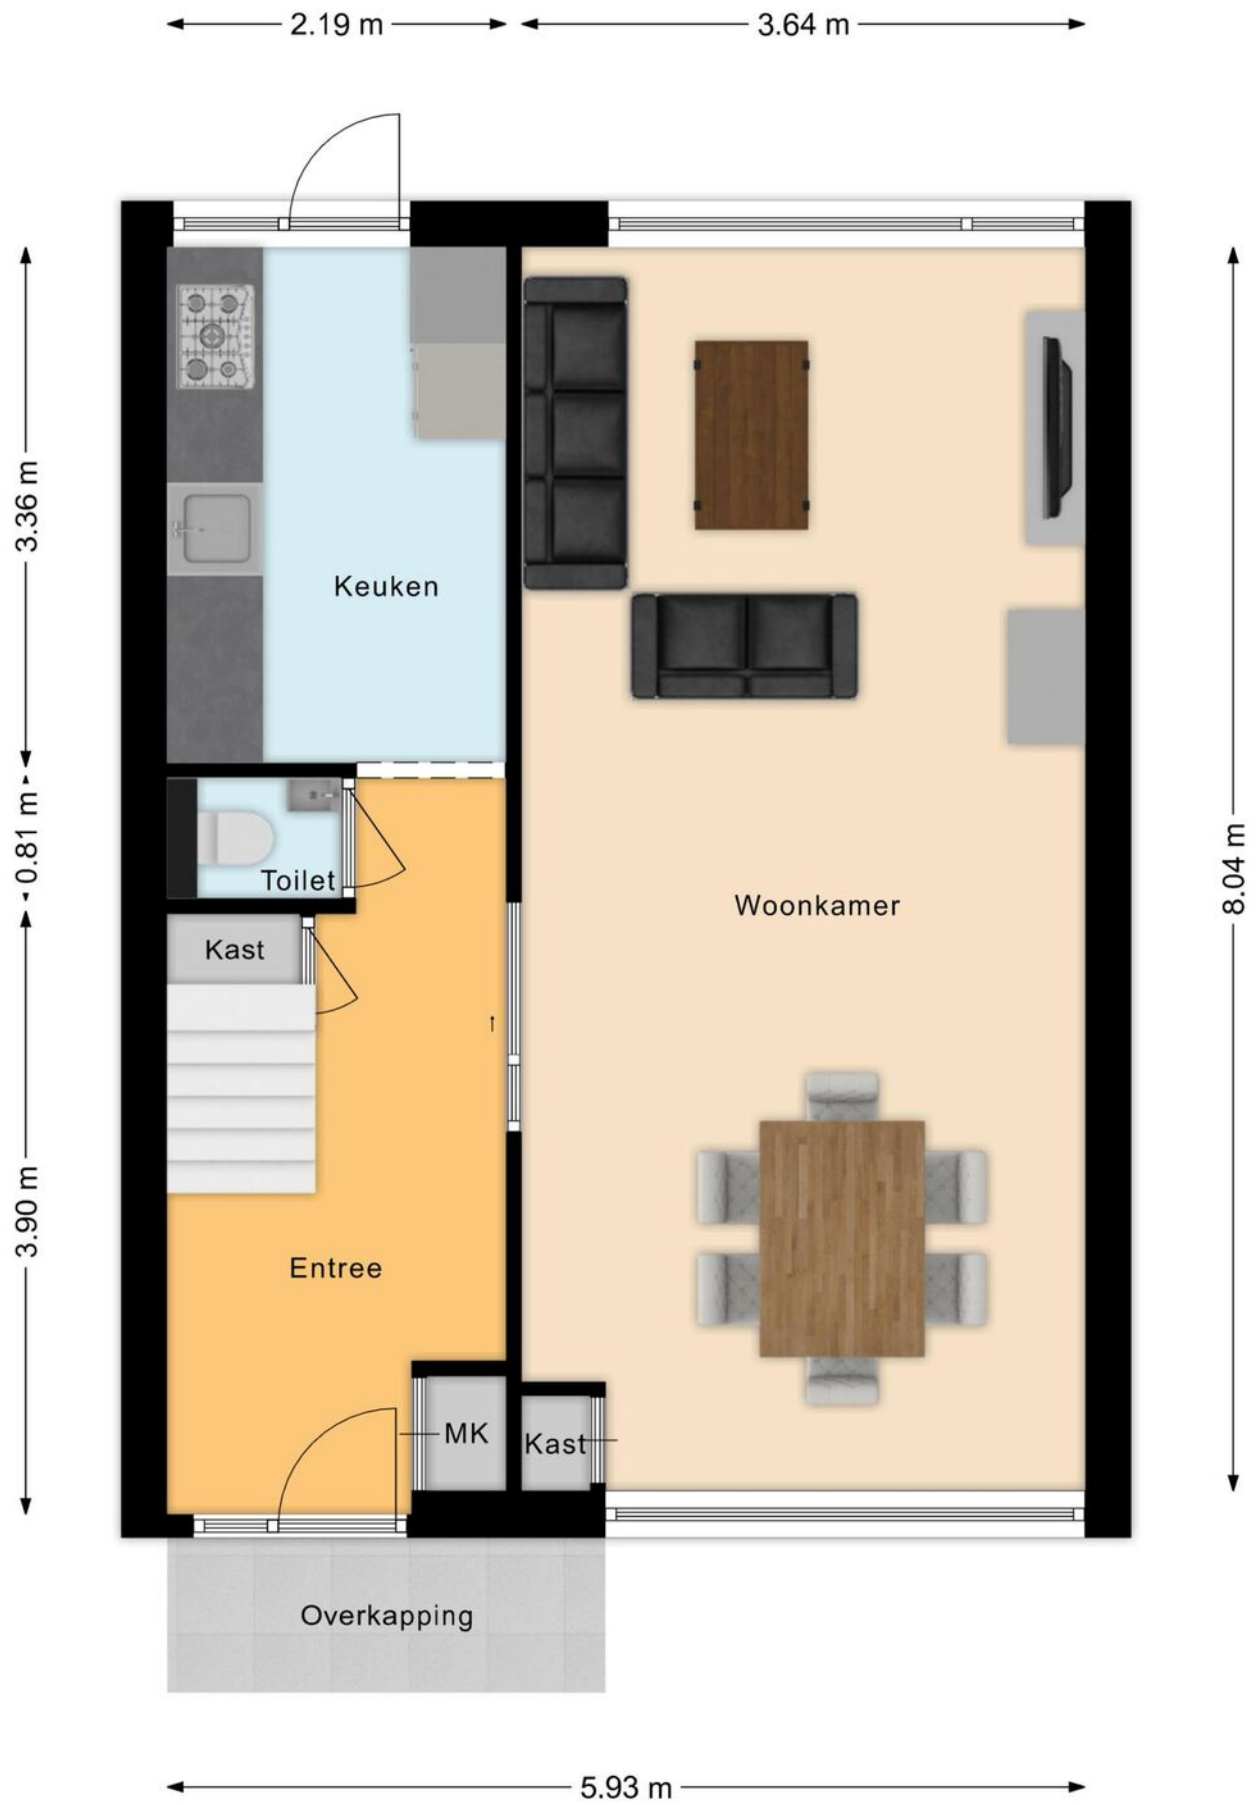 2.19 m
3.64 m
3.36 m
Keuken
0.81 m
Toilet
Woonkamer
8.04 m
Kast
3.90 m
Entree
MK
Kast
Overkapping
5.93 m